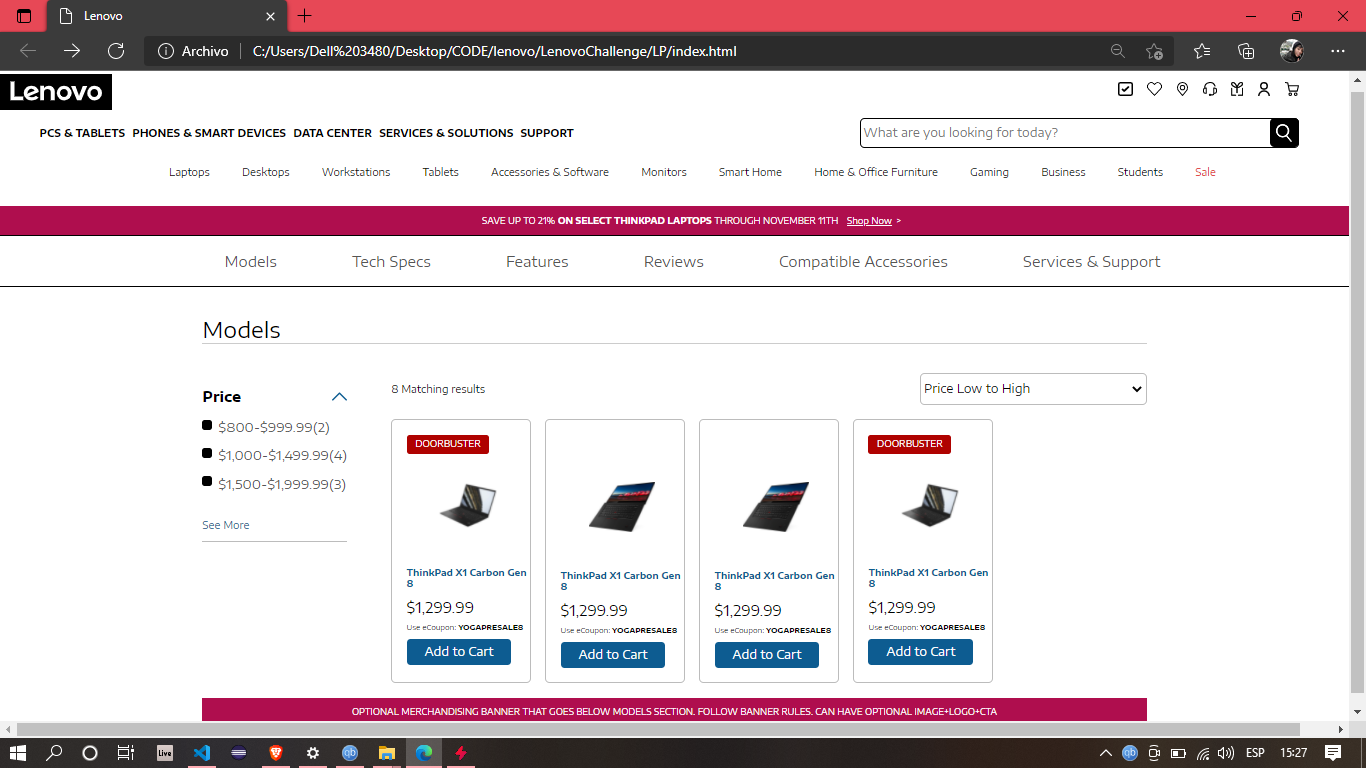 Lenovo
Archivo C:/Users/Dell%203480/Desktop/CODE/lenovo/LenovoChallenge/LP/index.html
Lenovo
PCS & TABLETS PHONES & SMART DEVICES DATA CENTER SERVICES & SOLUTIONS SUPPORT
What are you looking for today?
Laptops Desktops Workstations Tablets Accessories & Software Monitors Smart Home Home & Office Furniture Gaming Business Students Sale
SAVE UP TO 21% ON SELECT THINKPAD LAPTOPS THROUGH NOVEMBER 11TH Shop Now >
Models Tech Specs Features Reviews Compatible Accessories Services & Support
Models
Price
$800-$999.99(2)
$1,000-$1,499.99(4)
$1,500-$1,999.99(3)
See More
8 Matching results
Price Low to High
DOORBUSTER
ThinkPad X1 Carbon Gen
8
$1,299.99
Use eCoupon: YOGAPRESALE8
Add to Cart
ThinkPad X1 Carbon Gen
8
$1,299.99
Use eCoupon: YOGAPRESALE8
Add to Cart
ThinkPad X1 Carbon Gen
8
$1,299.99
Use eCoupon: YOGAPRESALE8
Add to Cart
DOORBUSTER
ThinkPad X1 Carbon Gen
8
$1,299.99
Use eCoupon: YOGAPRESALE8
Add to Cart
OPTIONAL MERCHANDISING BANNER THAT GOES BELOW MODELS SECTION. FOLLOW BANNER RULES. CAN HAVE OPTIONAL IMAGE+LOGO+CTA
Live qb qb ESP 15:27